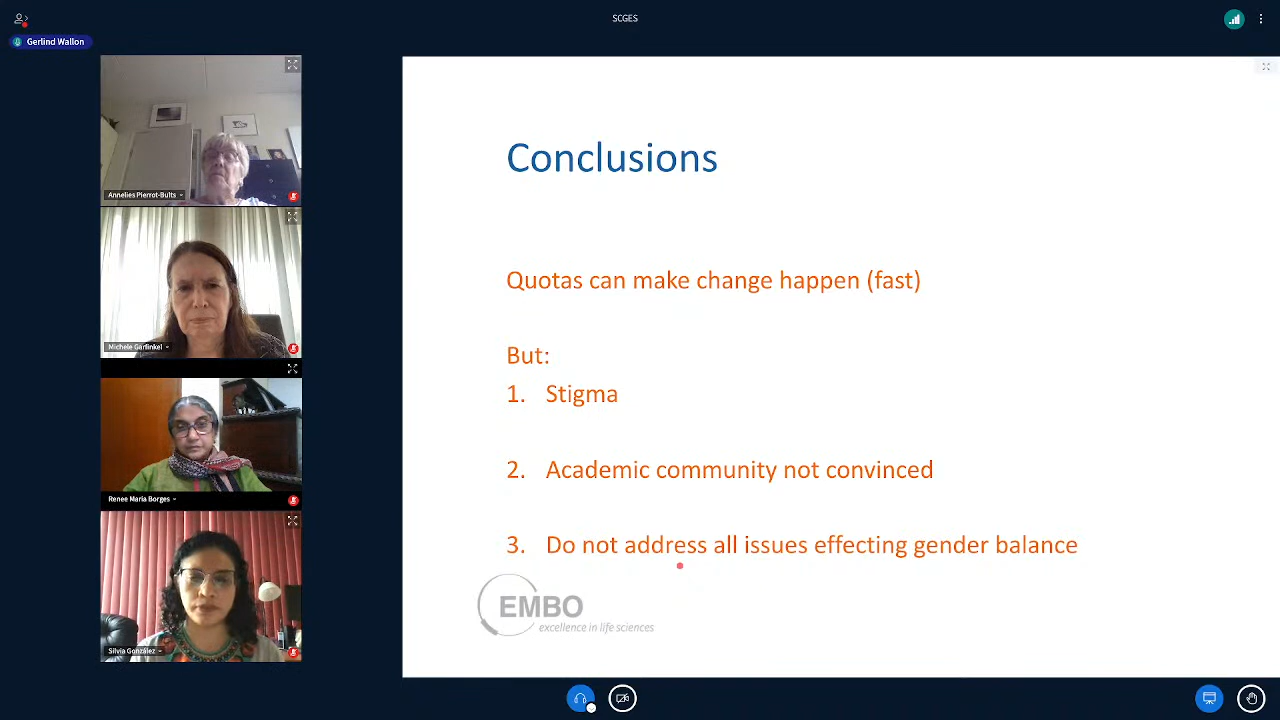 SCGES
Gerlind Wallon
Annelies Pierrot-Bults
Michele Garfinkel
Renee Maria Borges
Silvia González
Conclusions
Quotas can make change happen (fast)
But:
1. Stigma
2. Academic community not convinced
3. Do not address all issues effecting gender balance
EMBO
excellence in life sciences